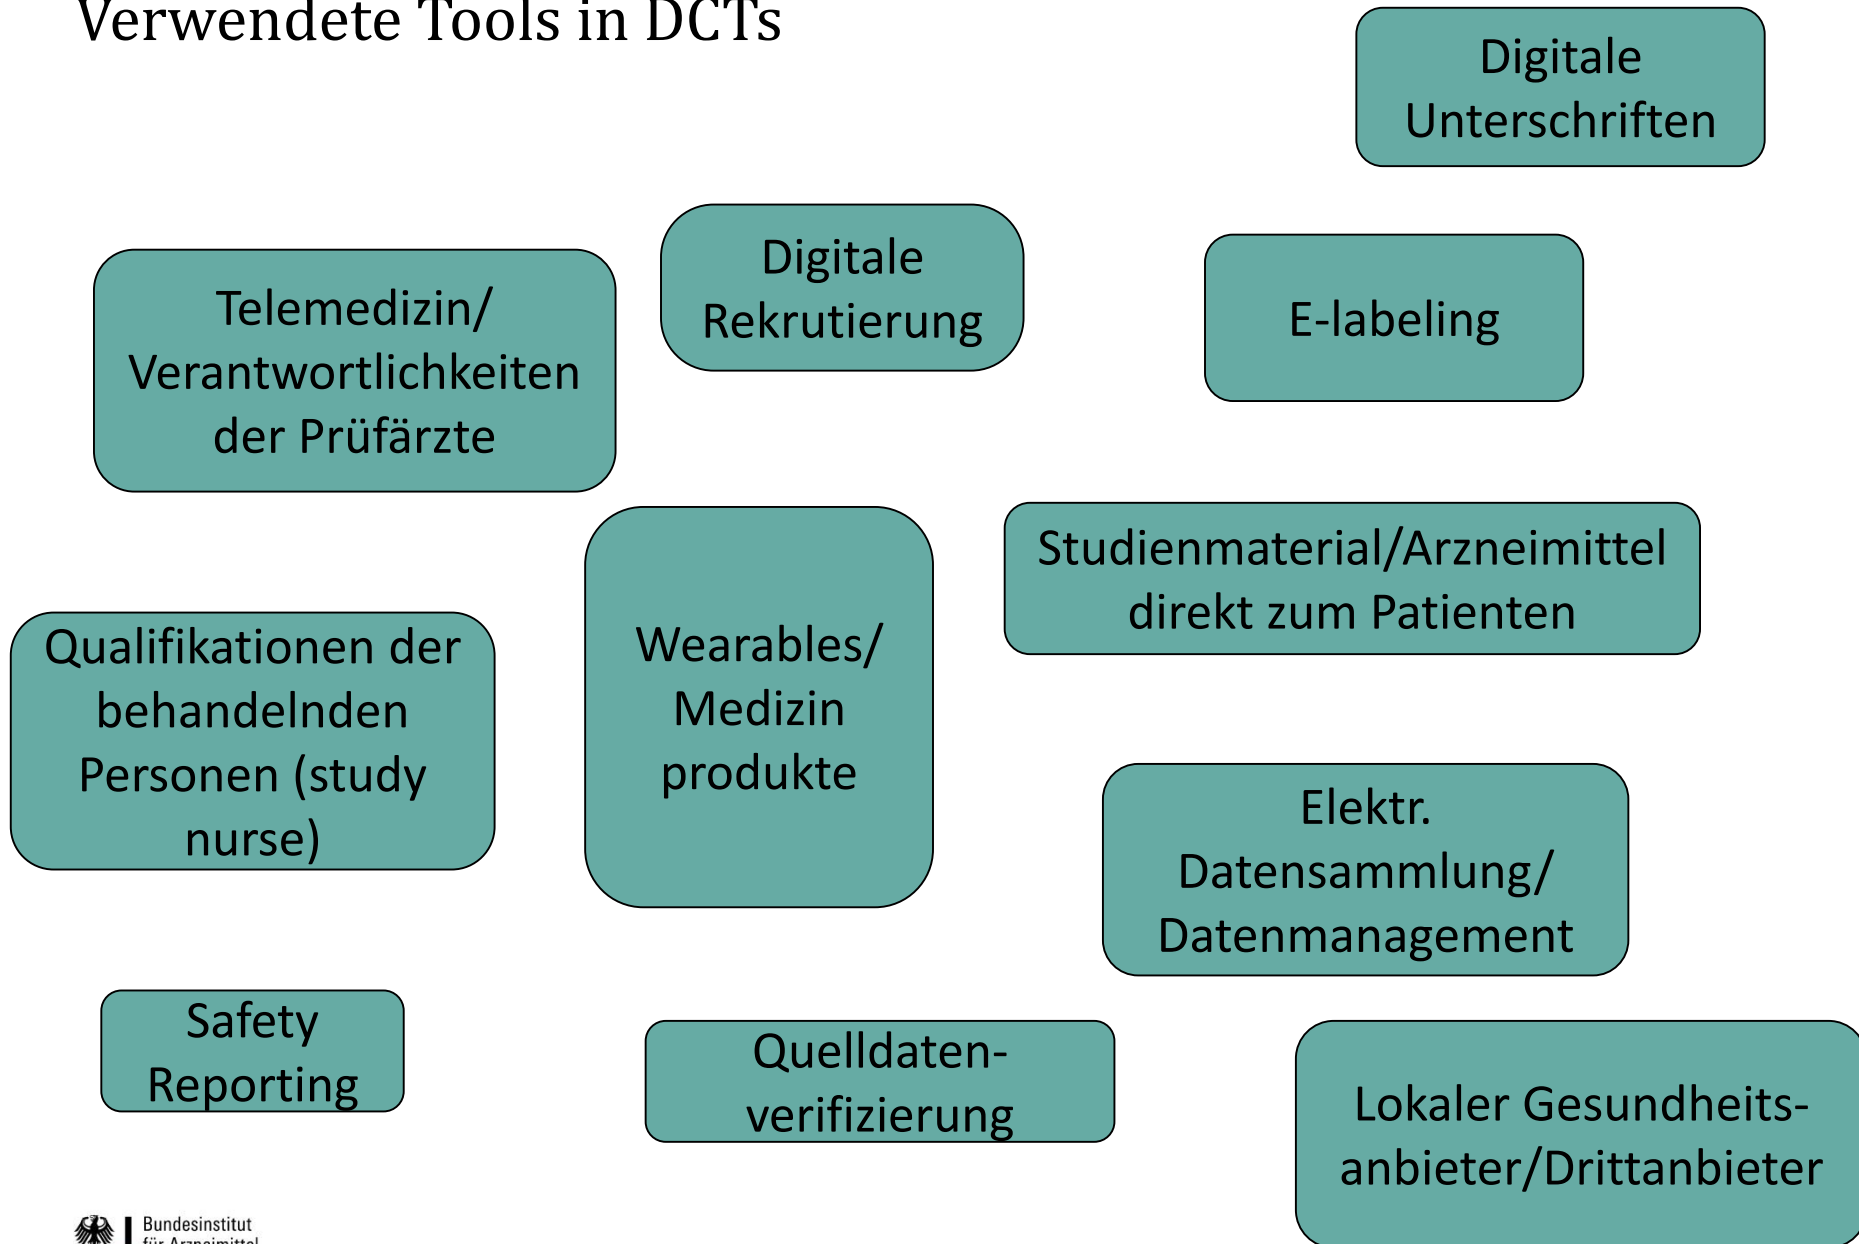 Verwendete Tools in DCTs
Digitale
Unterschriften
Digitale
Rekrutierung
E-labeling
Telemedizin/
Verantwortlichkeiten
der Prüfärzte
Studienmaterial/Arzneimittel
direkt zum Patienten
Wearables/
Medizin
produkte
Qualifikationen der
behandelnden
Personen (study
nurse)
Elektr.
Datensammlung/
Datenmanagement
Safety
Reporting
Quelldaten-
verifizierung
Lokaler Gesundheits-
anbieter/Drittanbieter
Bundesinstitut
für Arzneimittel